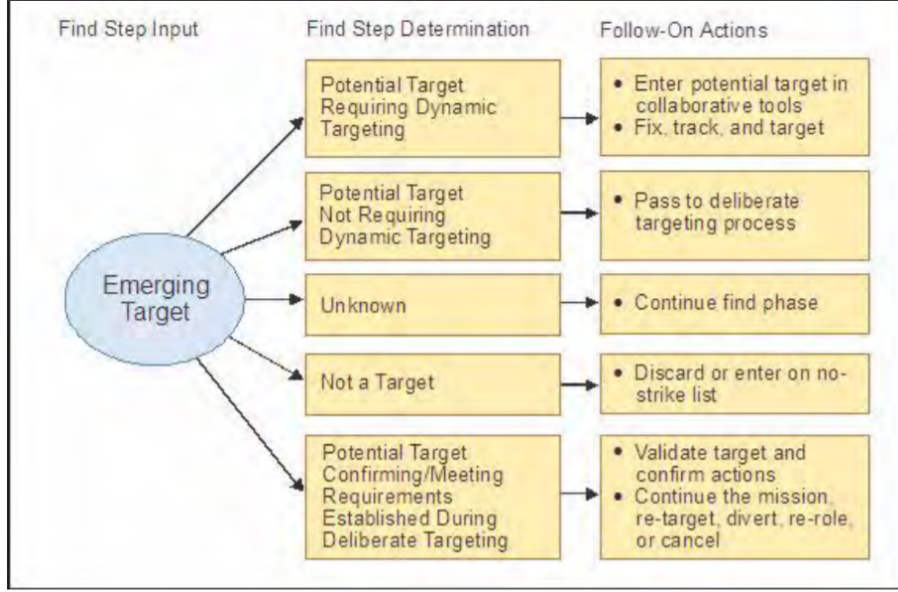 Find Step Input
Find Step Determination
Follow-On Actions
Emerging
Target
Potential Target
Requiring Dynamic
Targeting
• Enter potential target in
collaborative tools
• Fix, track, and target
Potential Target
Not Requiring
Dynamic Targeting
• Pass to deliberate
targeting process
Unknown
• Continue find phase
Not a Target
• Discard or enter on no-
strike list
Potential Target
Confirming/Meeting
Requirements
Established During
Deliberate Targeting
• Validate target and
confirm actions
• Continue the mission,
re-target, divert, re-role,
or cancel